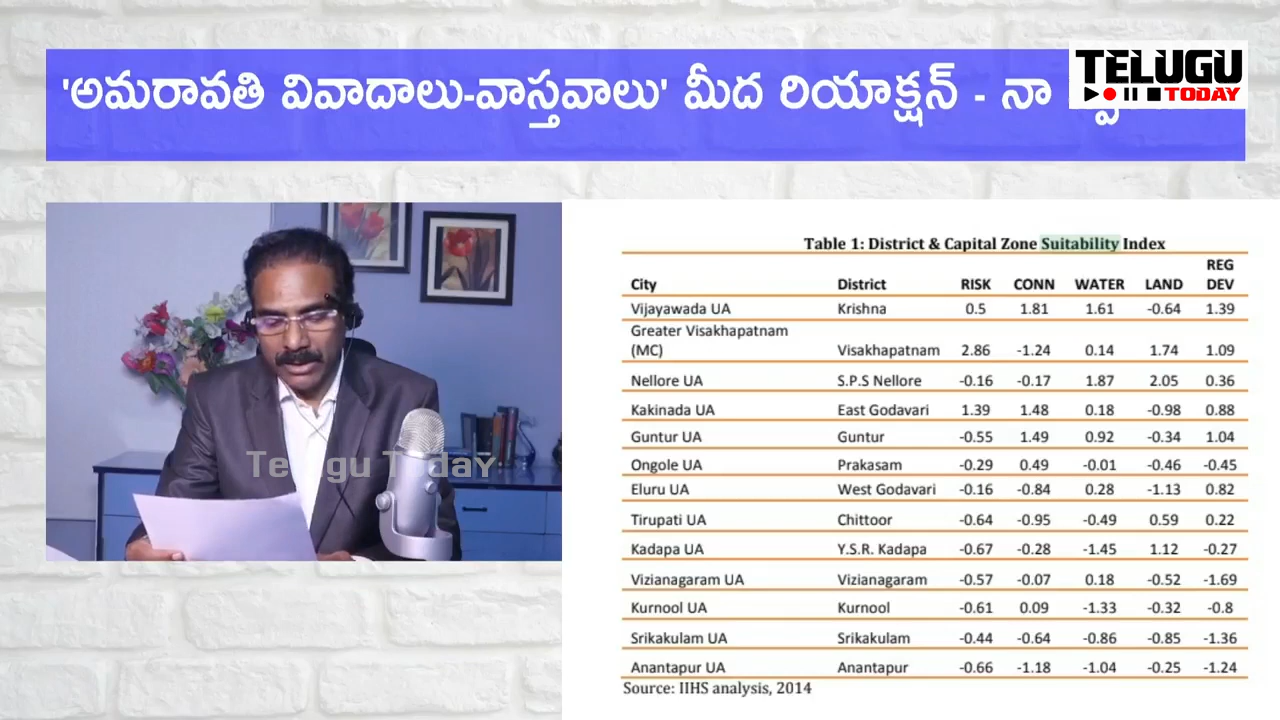 'అమరావతి వివాదాలు-వాస్తవాలు' మీద రియాక్షన్ - నా
TELUGU
TODAY
Telugu Today
Table 1: District & Capital Zone Suitability Index
City District RISK CONN WATER LAND REG DEV
Vijayawada UA Krishna 0.5 1.81 1.61 -0.64 1.39
Greater Visakhapatnam
(MC) Visakhapatnam 2.86 -1.24 0.14 1.74 1.09
Nellore UA S.P.S Nellore -0.16 -0.17 1.87 2.05 0.36
Kakinada UA East Godavari 1.39 1.48 0.18 -0.98 0.88
Guntur UA Guntur -0.55 1.49 0.92 -0.34 1.04
Ongole UA Prakasam -0.29 0.49 -0.01 -0.46 -0.45
Eluru UA West Godavari -0.16 -0.84 0.28 -1.13 0.82
Tirupati UA Chittoor -0.64 -0.95 -0.49 0.59 0.22
Kadapa UA Y.S.R. Kadapa -0.67 -0.28 -1.45 1.12 -0.27
Vizianagaram UA Vizianagaram -0.57 -0.07 0.18 -0.52 -1.69
Kurnool UA Kurnool -0.61 0.09 -1.33 -0.32 -0.8
Srikakulam UA Srikakulam -0.44 -0.64 -0.86 -0.85 -1.36
Anantapur UA Anantapur -0.66 -1.18 -1.04 -0.25 -1.24
Source: IIHS analysis, 2014